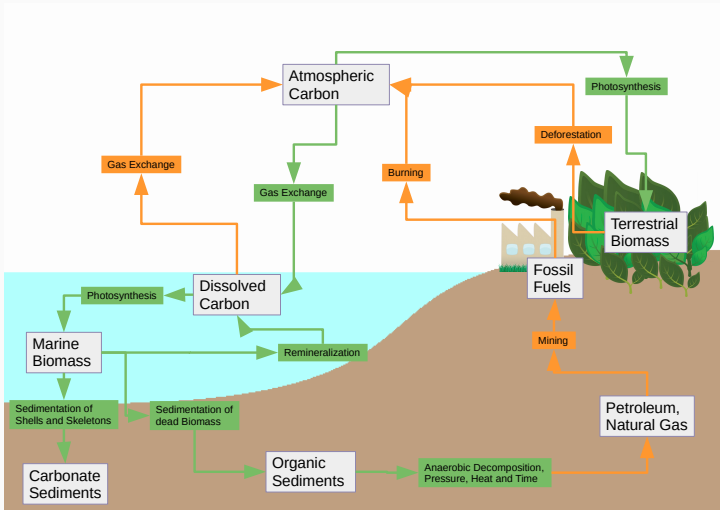 Atmospheric
Carbon
Photosynthesis
Deforestation
Gas Exchange
Burning
Gas Exchange
Terrestrial
Biomass
Dissolved
Carbon
Fossil
Fuels
Photosynthesis
Marine
Biomass
Remineralization
Mining
Sedimentation of
Shells and Skeletons
Sedimentation of
dead Biomass
Petroleum,
Natural Gas
Carbonate
Sediments
Organic
Sediments
Anaerobic Decomposition,
Pressure, Heat and Time